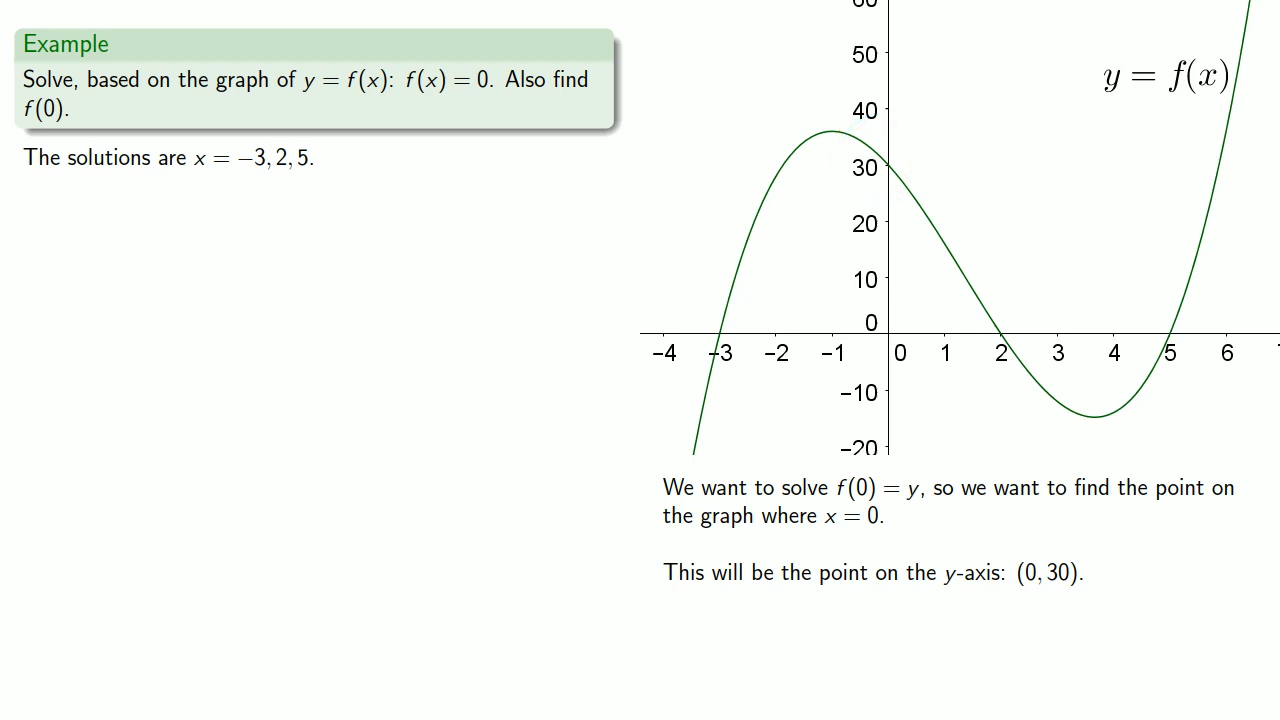 Example
Solve, based on the graph of y = f(x): f(x) = 0. Also find
f(0).
The solutions are x = −3, 2, 5.
60
50
y = f(x)
40
30
20
10
0
−4 −3 −2 −1 0 1 2 3 4 5 6
−10
−20
We want to solve f(0) = y, so we want to find the point on
the graph where x = 0.
This will be the point on the y-axis: (0, 30).